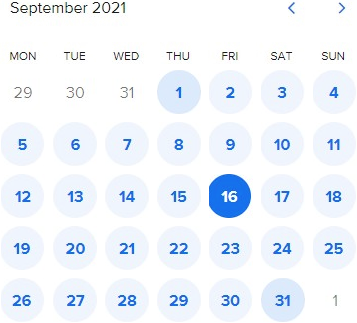 September 2021
MON TUE WED THU FRI SAT SUN
29 30 31 1 2 3 4
5 6 7 8 9 10 11
12 13 14 15 16 17 18
19 20 21 22 23 24 25
26 27 28 29 30 31 1